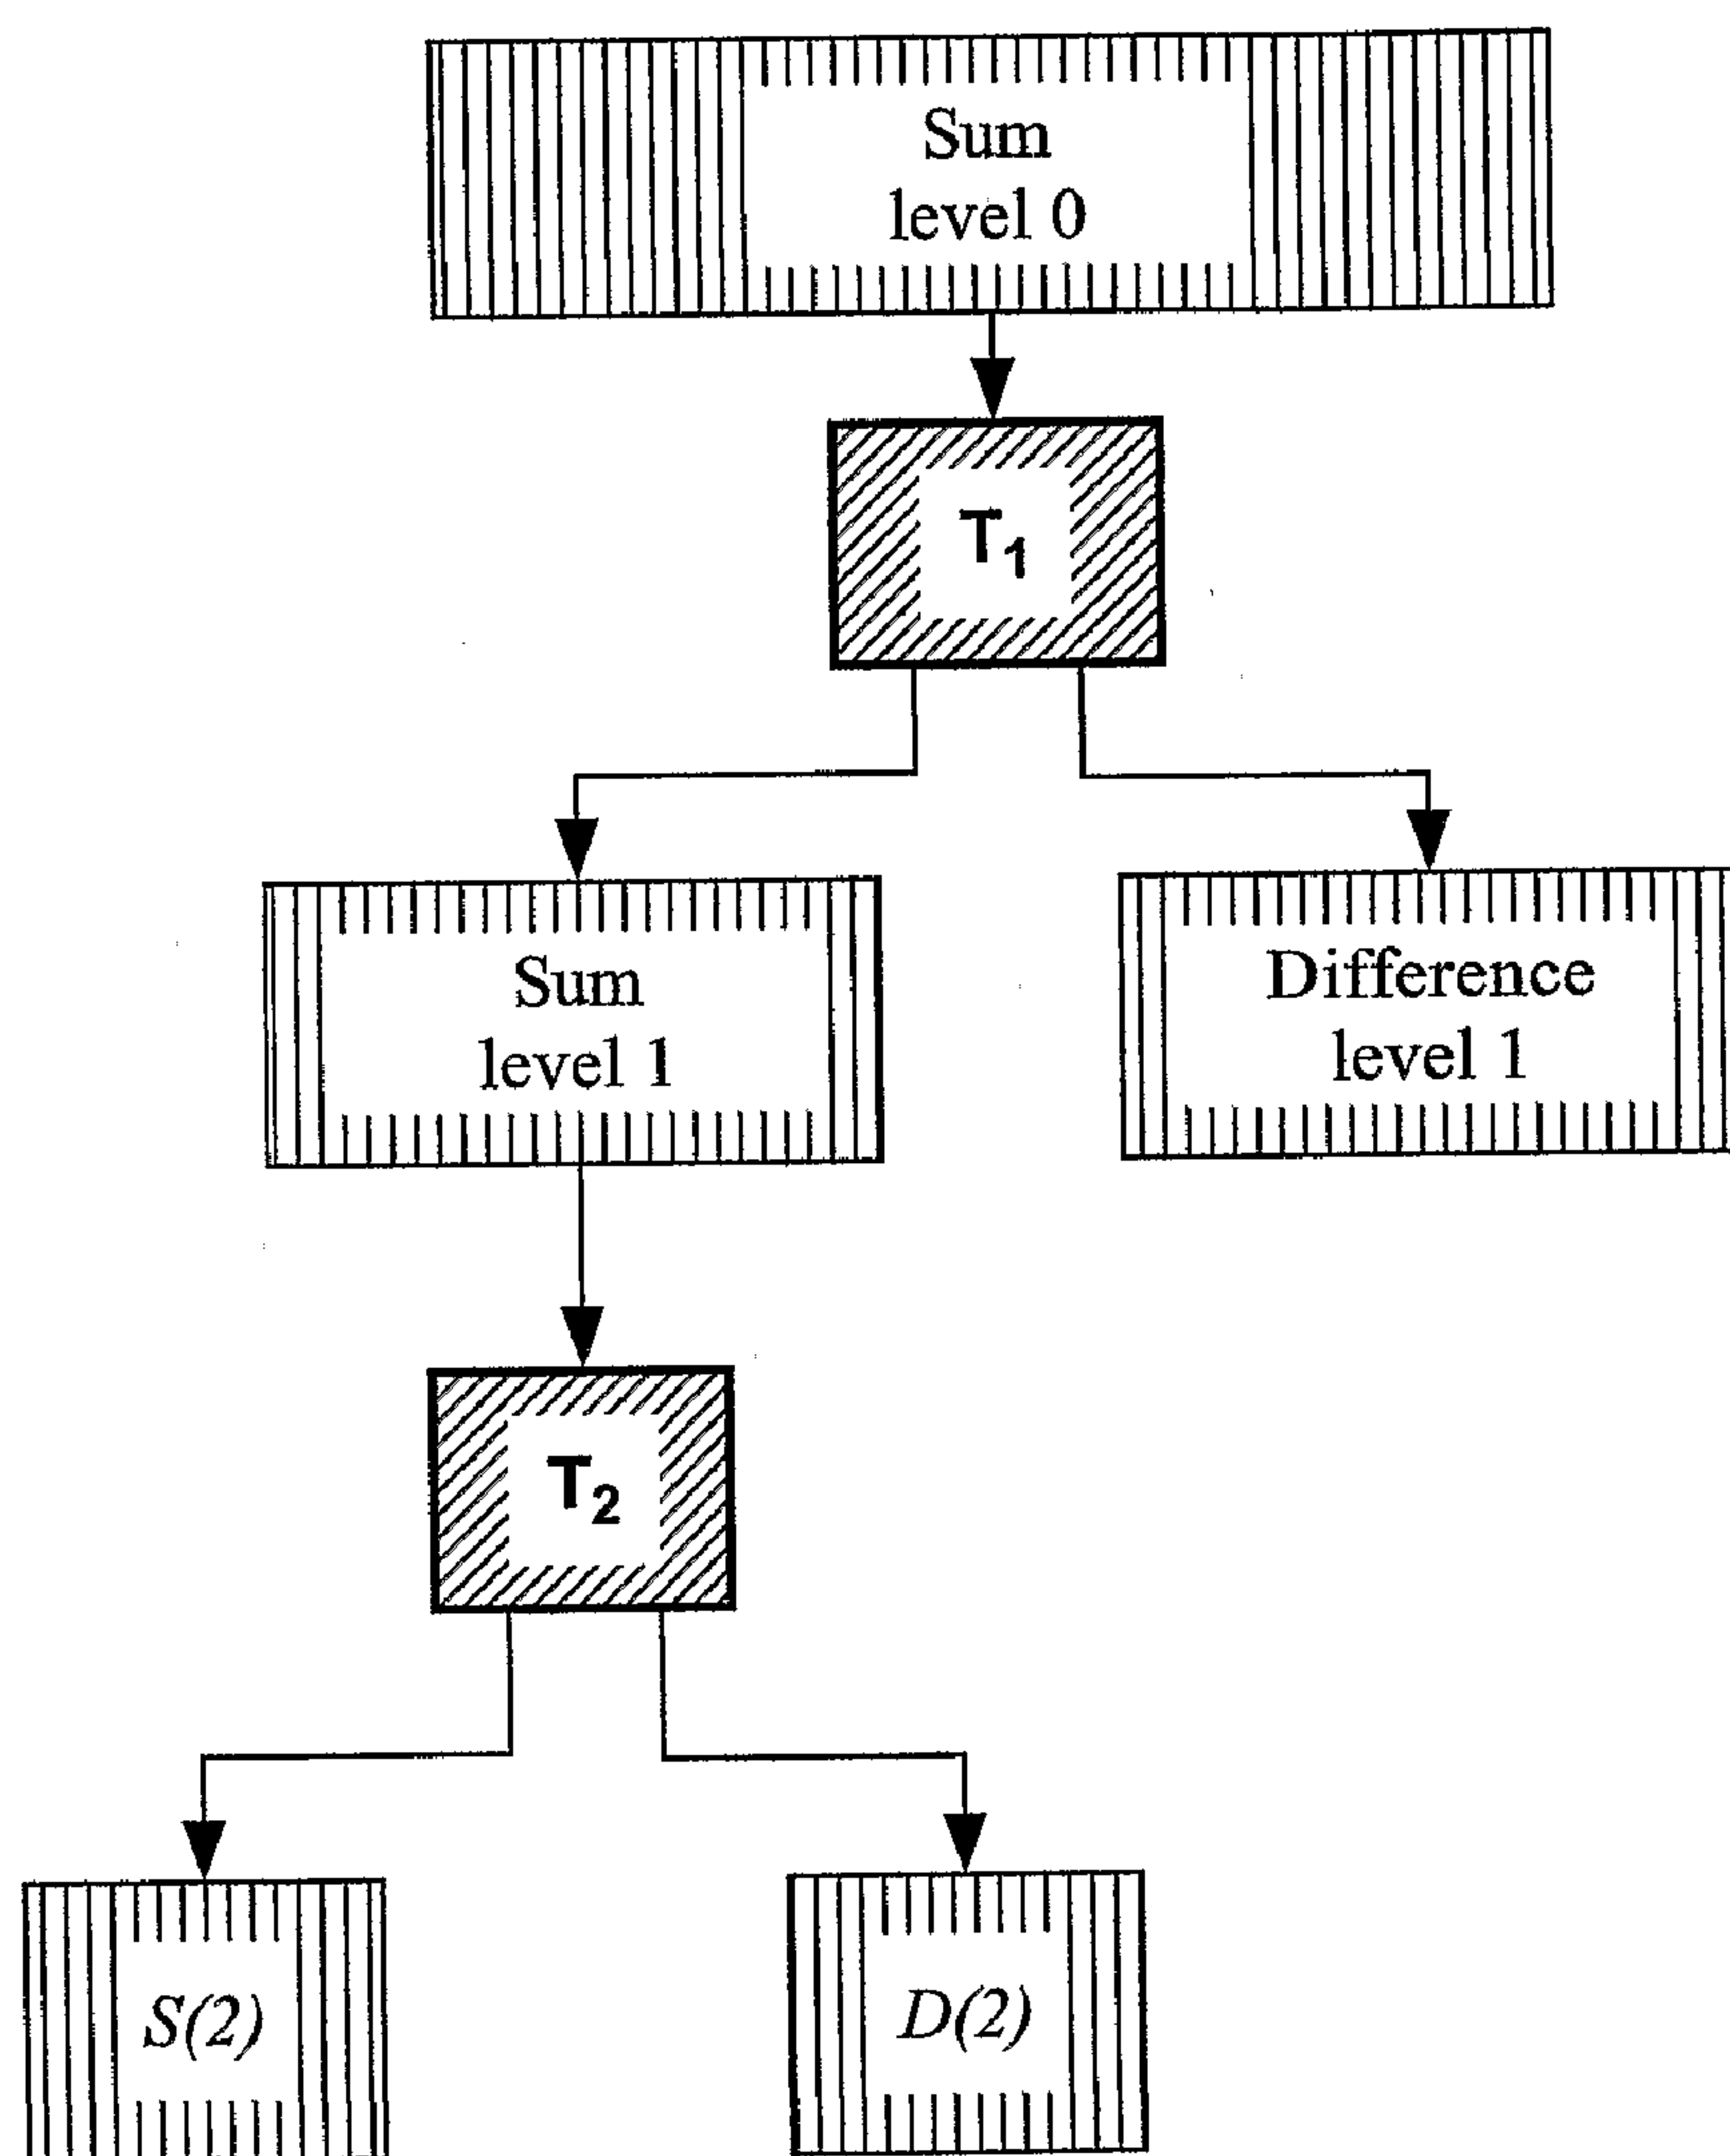 Sum
level 0
T₁
Sum
level 1
Difference
level 1
T₂
S(2)
D(2)